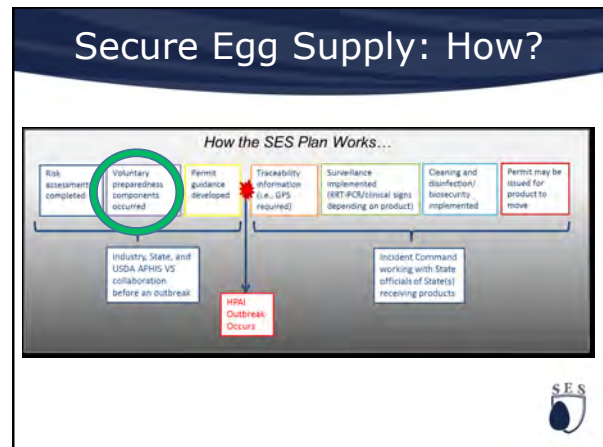 Secure Egg Supply: How?
How the SES Plan Works...
Risk
assessment
completed
Voluntary
preparedness
components
occurred
Permit
guidance
developed
Traceability
information
(i.e., GPS
required)
Surveillance
implemented
(RRT-PCR/clinical signs
depending on product)
Cleaning and
disinfection/
biosecurity
implemented
Permit may be
issued for
product to
move
Industry, State, and
USDA APHIS VS
collaboration
before an outbreak
HPAI
Outbreak
Occurs
Incident Command
working with State
officials of State(s)
receiving products
SES